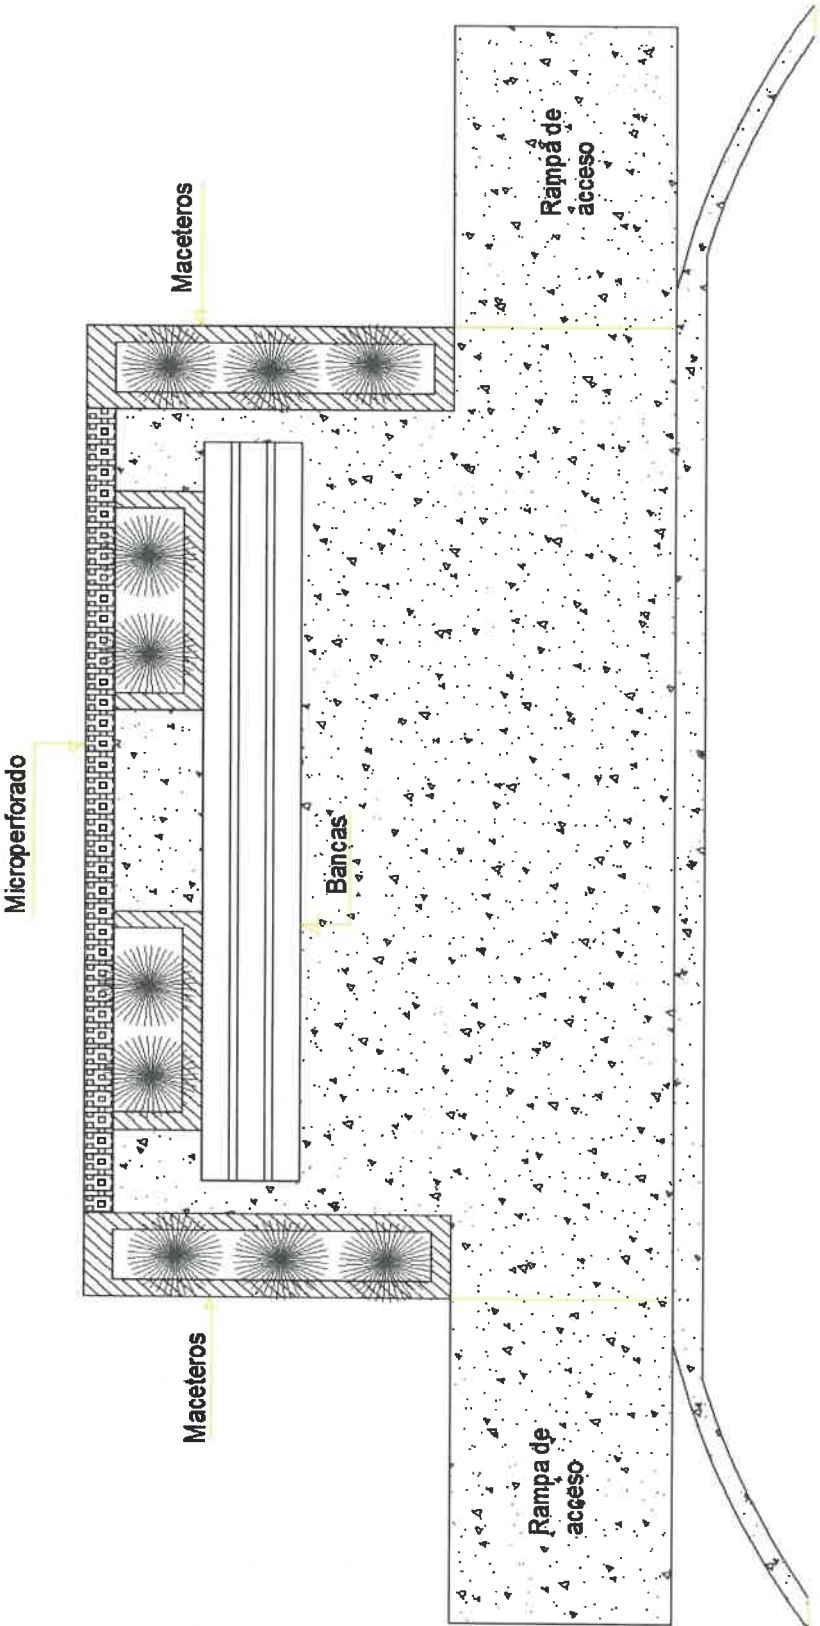 Microperforado
Maceteros
Maceteros
Bancas
Rampa de
acceso
Rampa de
acceso